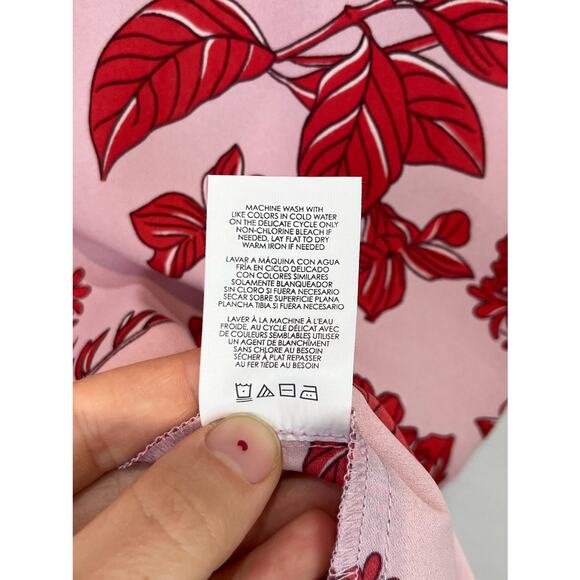 MACHINE WASH WITH
LIKE COLORS IN COLD WATER
ON THE DELICATE CYCLE ONLY
NON-CHLORINE BLEACH IF
NEEDED, LAY FLAT TO DRY
WARM IRON IF NEEDED
LAVAR A MÁQUINA CON AGUA
FRÍA EN CICLO DELICADO
CON COLORES SIMILARES
SOLAMENTE BLANQUEADOR
SIN CLORO SI FUERA NECESARIO
SECAR SOBRE SUPERFICIE PLANA
PLANCHA TIBIA SI FUERA NECESARIO
LAVER À LA MACHINE À L'EAU
FROIDE, AU CYCLE DÉLICAT AVEC
DE COULEURS SEMBLABLES UTILISER
UN AGENT DE BLANCHIMENT
SANS CHLORE AU BESOIN
SÉCHER À PLAT REPASSER
AU FER TIÈDE AU BESOIN